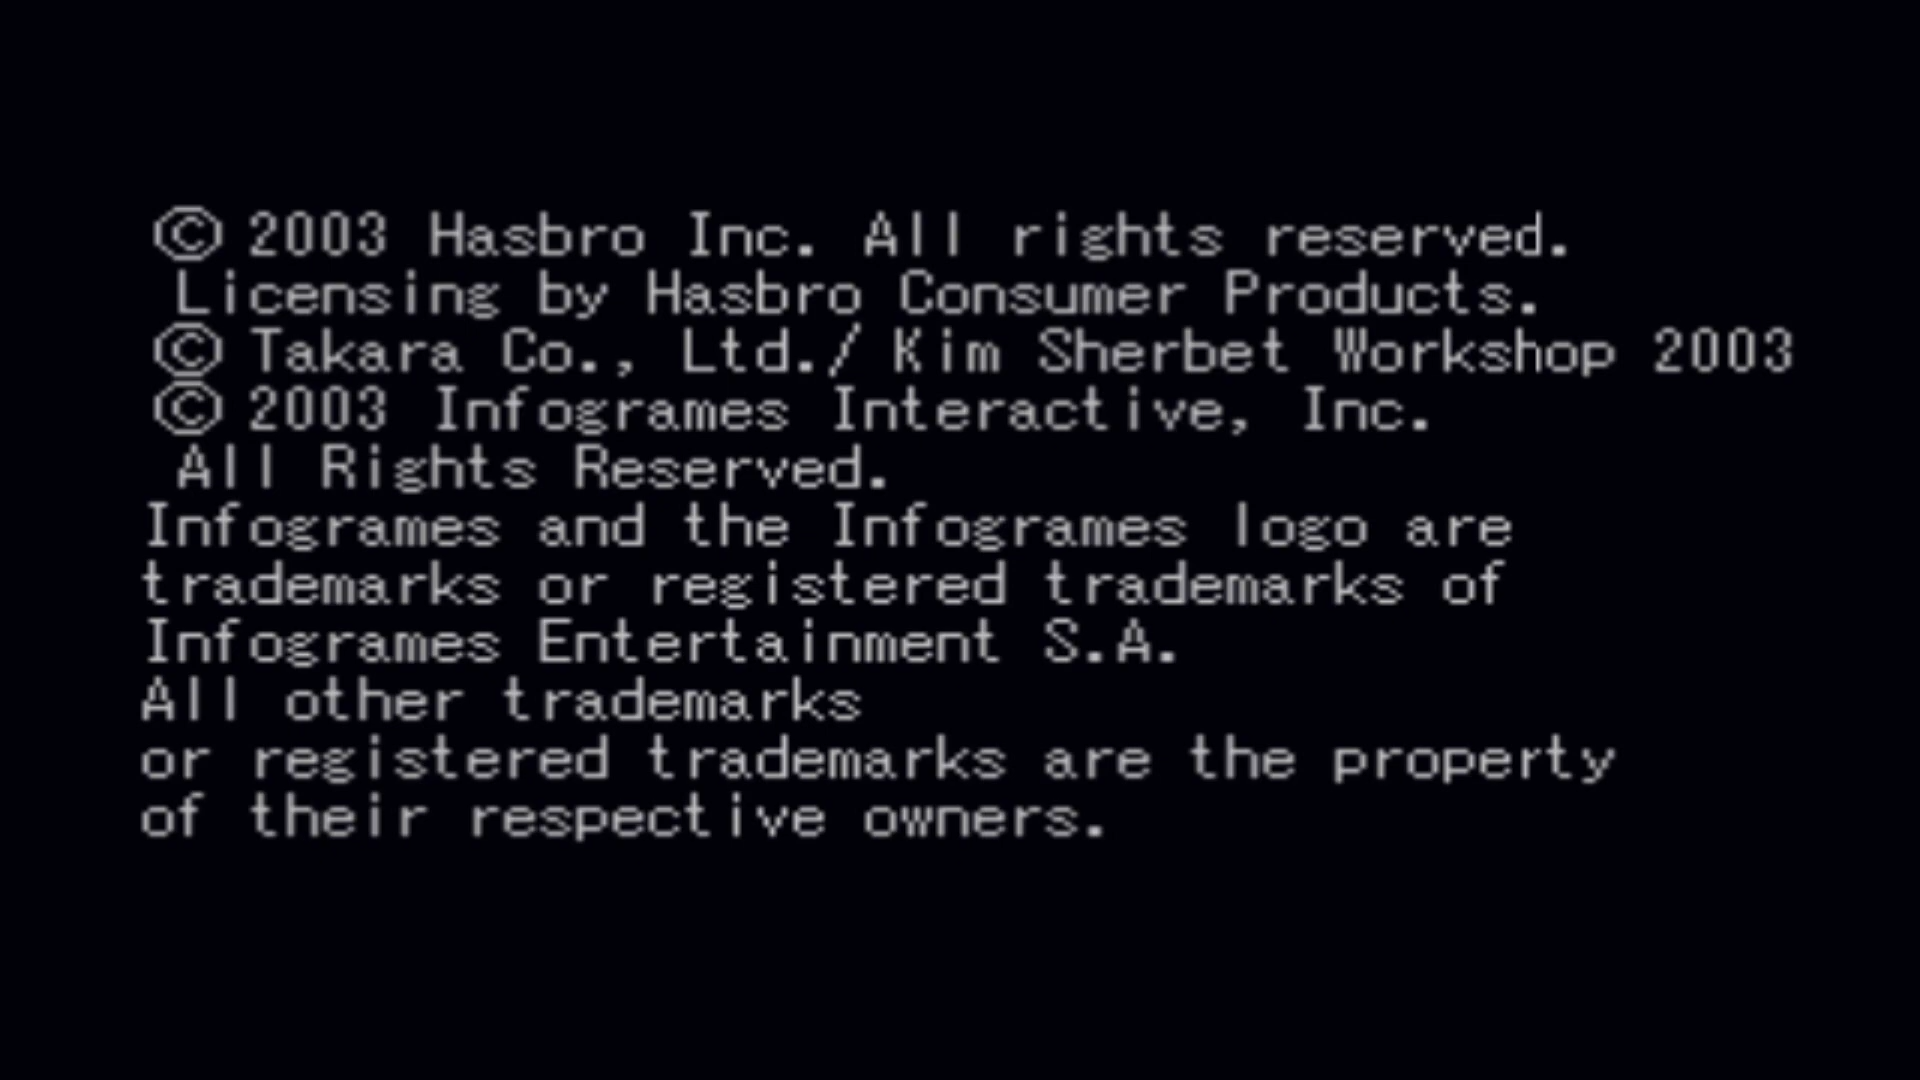 © 2003 Hasbro Inc. All rights reserved.
Licensing by Hasbro Consumer Products.
© Takara Co., Ltd./ Kim Sherbet Workshop 2003
© 2003 Infogrames Interactive, Inc.
All Rights Reserved.
Infogrames and the Infogrames logo are
trademarks or registered trademarks of
Infogrames Entertainment S.A.
All other trademarks
or registered trademarks are the property
of their respective owners.